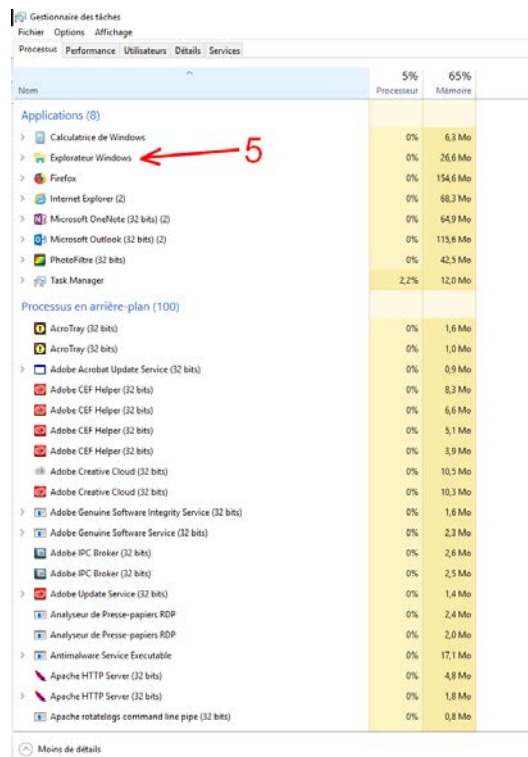 Gestionnaire des tâches
Fichier Options Affichage
Processus Performance Utilisateurs Détails Services
5% 65%
Nom Processeur Mémoire
Applications (8)
Calculatrice de Windows 0% 6,3 Mo
Explorateur Windows 5 0% 26,6 Mo
Firefox 0% 154,6 Mo
Internet Explorer (2) 0% 68,3 Mo
Microsoft OneNote (32 bits) (2) 0% 64,9 Mo
Microsoft Outlook (32 bits) (2) 0% 115,6 Mo
PhotoFiltre (32 bits) 0% 42,5 Mo
Task Manager 2,2% 12,0 Mo
Processus en arrière-plan (100)
AcroTray (32 bits) 0% 1,6 Mo
AcroTray (32 bits) 0% 1,0 Mo
Adobe Acrobat Update Service (32 bits) 0% 0,9 Mo
Adobe CEF Helper (32 bits) 0% 8,3 Mo
Adobe CEF Helper (32 bits) 0% 6,6 Mo
Adobe CEF Helper (32 bits) 0% 5,1 Mo
Adobe CEF Helper (32 bits) 0% 3,9 Mo
Adobe Creative Cloud (32 bits) 0% 10,5 Mo
Adobe Creative Cloud (32 bits) 0% 10,3 Mo
Adobe Genuine Software Integrity Service (32 bits) 0% 1,6 Mo
Adobe Genuine Software Service (32 bits) 0% 2,3 Mo
Adobe IPC Broker (32 bits) 0% 2,6 Mo
Adobe IPC Broker (32 bits) 0% 2,5 Mo
Adobe Update Service (32 bits) 0% 1,4 Mo
Analyseur de Presse-papiers RDP 0% 2,4 Mo
Analyseur de Presse-papiers RDP 0% 2,0 Mo
Antimalware Service Executable 0% 17,1 Mo
Apache HTTP Server (32 bits) 0% 4,8 Mo
Apache HTTP Server (32 bits) 0% 1,8 Mo
Apache rotatelogs command line pipe (32 bits) 0% 0,8 Mo
Moins de détails